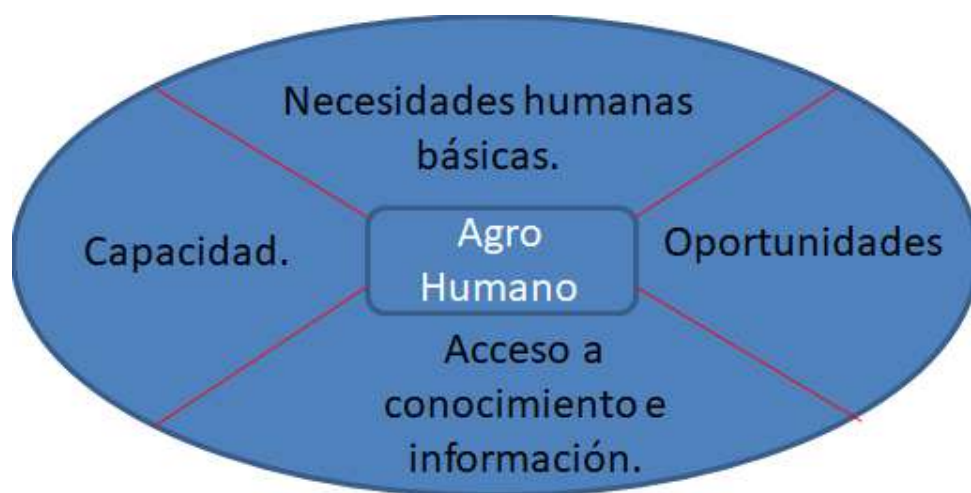 Necesidades humanas
básicas.
Capacidad.
Agro
Humano
Oportunidades
Acceso a
conocimiento e
información.